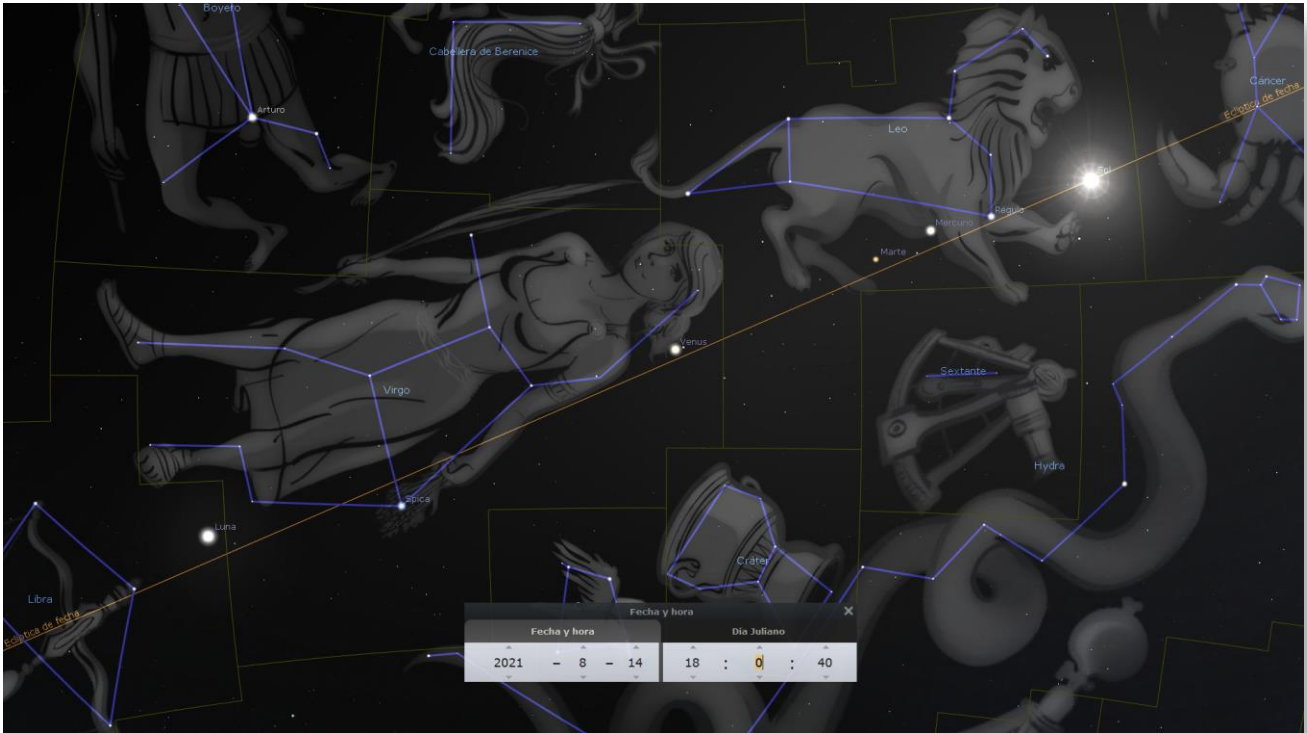 Boyero
Cabellera de Berenice
Cáncer
Eclíptica de fecha
Arturo
Leo
Sol
Régulo
Mercurio
Marte
Venus
Sextante
Virgo
Hydra
Spica
Luna
Cráter
Libra
Eclíptica de fecha
Fecha y hora
Fecha y hora
Día Juliano
2021 – 8 – 14 18 : 0 : 40